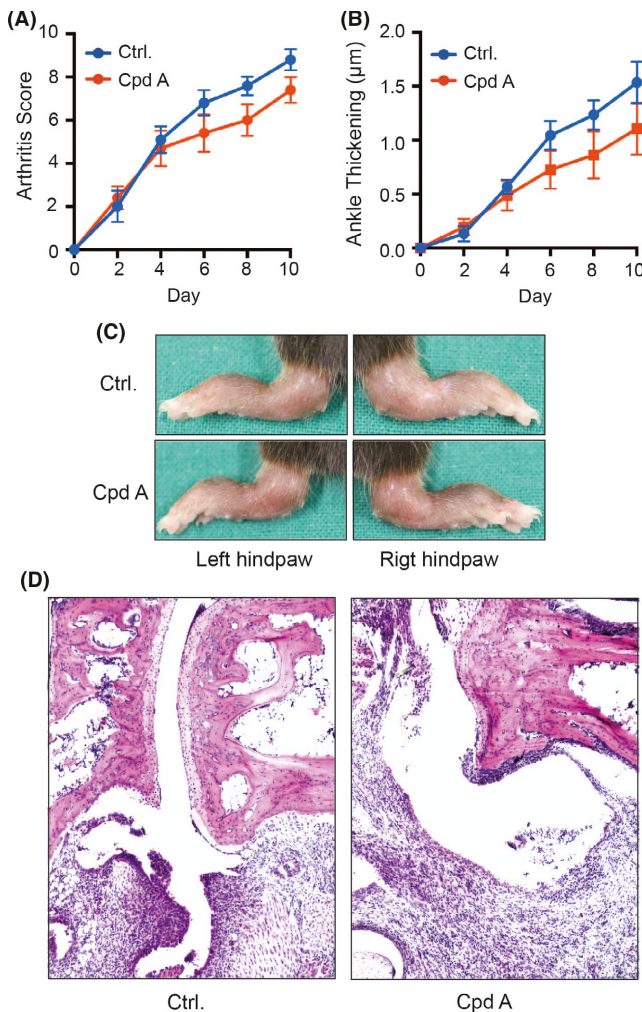 (A)
Arthritis Score
10
8
6
4
2
0
Ctrl.
Cpd A
0 2 4 6 8 10
Day
(B)
Ankle Thickening (μm)
2.0
1.5
1.0
0.5
0.0
Ctrl.
Cpd A
0 2 4 6 8 10
Day
(C)
Ctrl.
Cpd A
Left hindpaw Rigt hindpaw
(D)
Ctrl. Cpd A